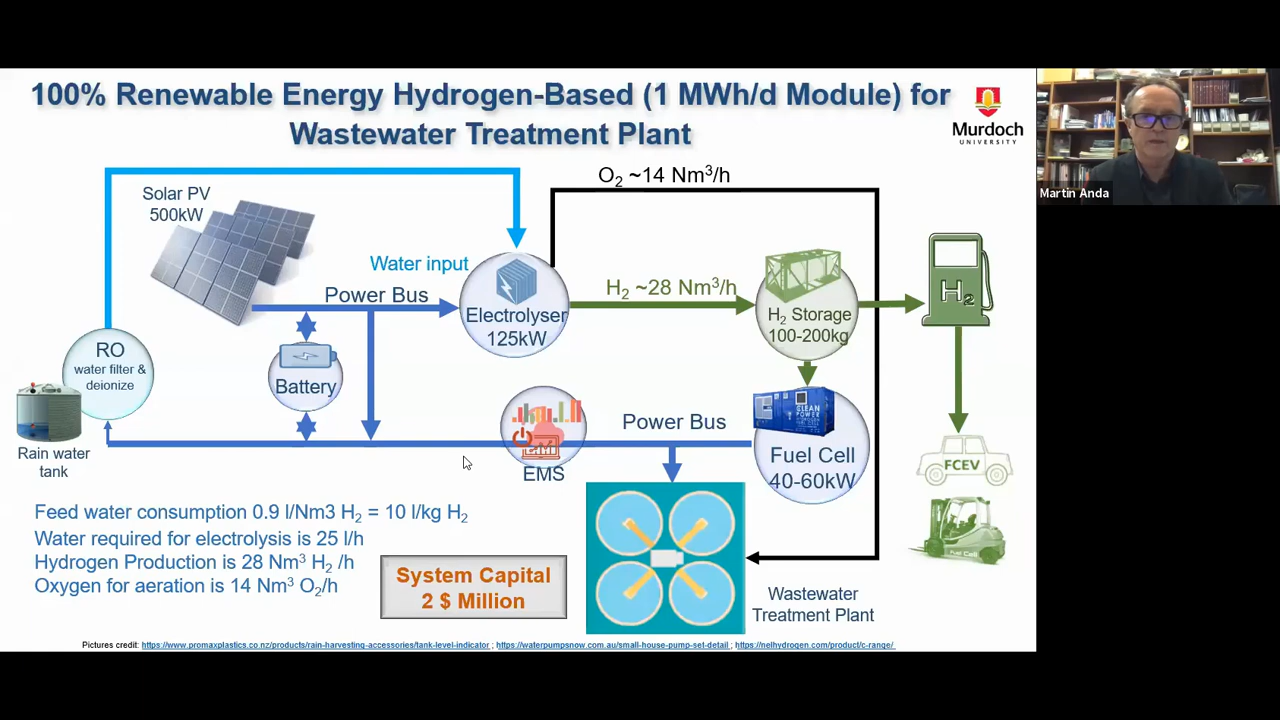 100% Renewable Energy Hydrogen-Based (1 MWh/d Module) for
Wastewater Treatment Plant
Murdoch
UNIVERSITY
Martin Anda
O2 ~14 Nm³/h
Solar PV
500kW
Water input
Power Bus
Electrolyser
125kW
H2 ~28 Nm³/h
H2 Storage
100-200kg
H2
RO
water filter &
deionize
Battery
Rain water
tank
EMS
Power Bus
CLEAN
POWER
Fuel Cell
40-60kW
FCEV
Fuel Cell
Feed water consumption 0.9 l/Nm3 H2 = 10 l/kg H2
Water required for electrolysis is 25 l/h
Hydrogen Production is 28 Nm³ H2 /h
Oxygen for aeration is 14 Nm³ O2/h
System Capital
2 $ Million
Wastewater
Treatment Plant
Pictures credit: https://www.promaxplastics.co.nz/products/rain-harvesting-accessories/tank-level-indicator ; https://waterpumpsnow.com.au/small-house-pump-set-detail ; https://nelhydrogen.com/product/c-range/